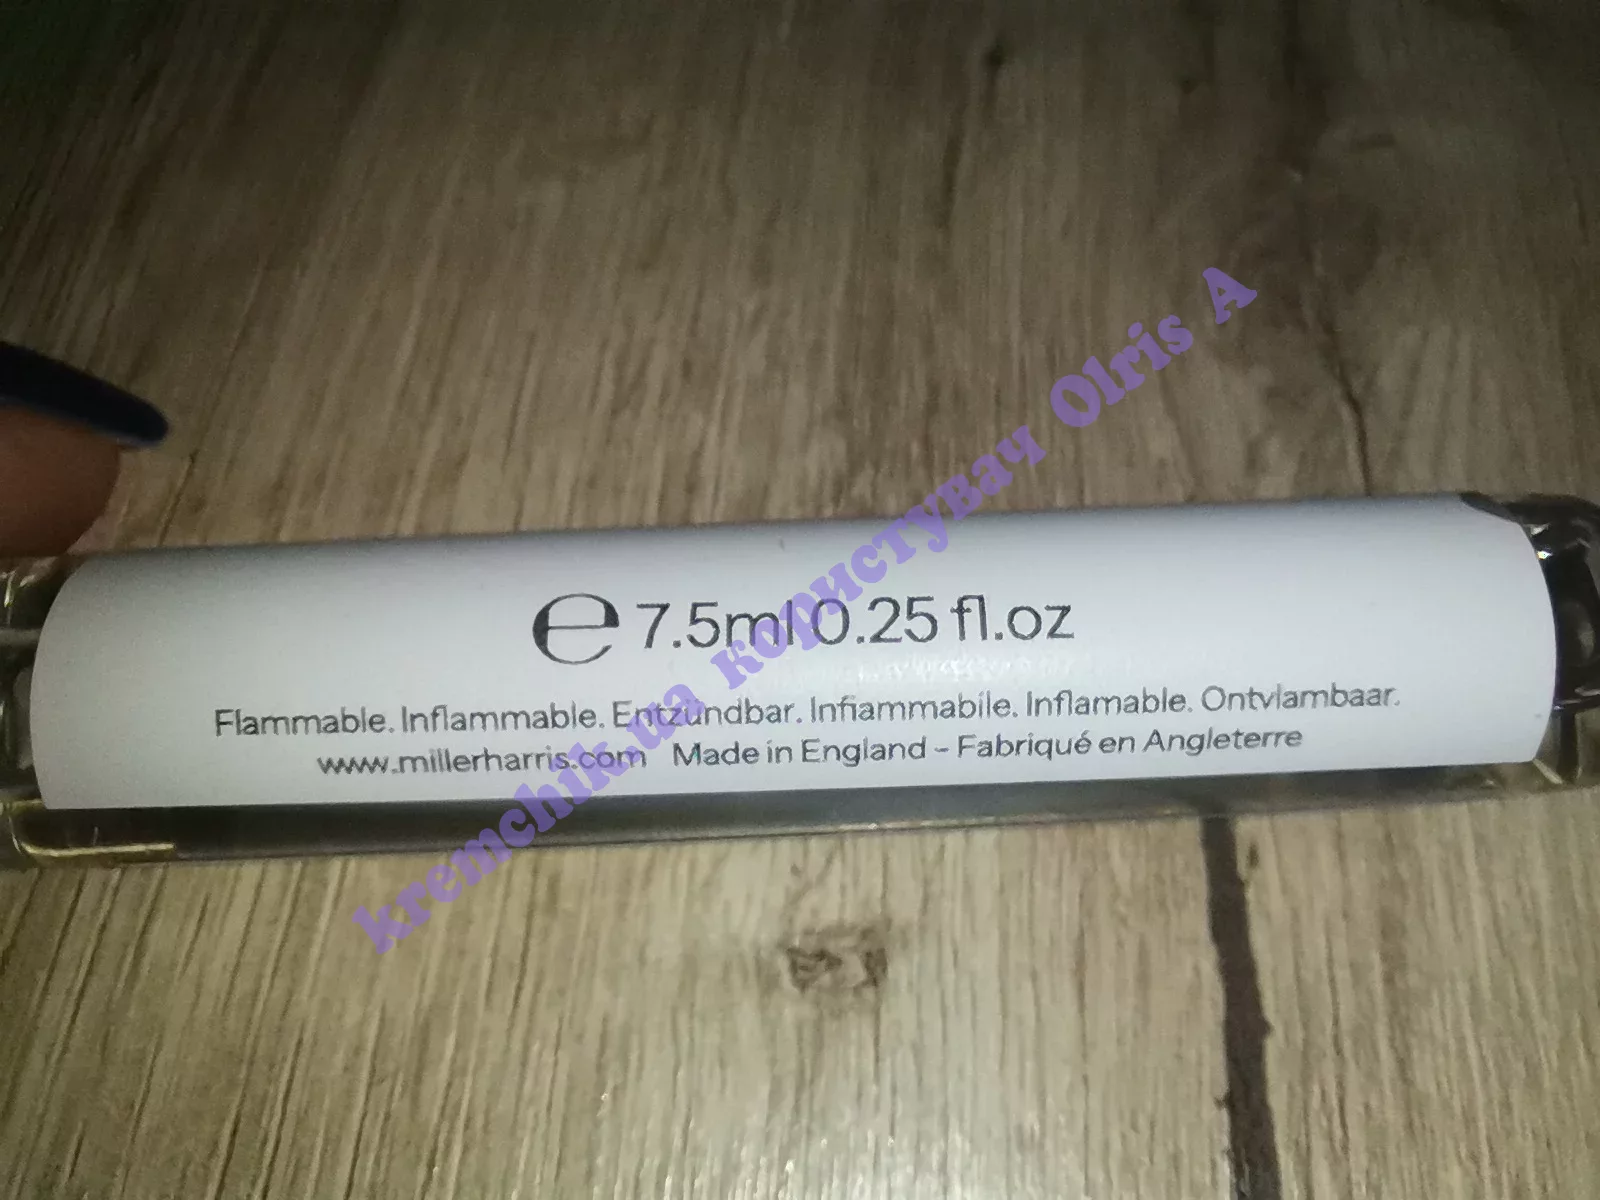 ℮ 7.5ml 0.25 fl.oz
Flammable. Inflammable. Entzündbar. Infiammabile. Inflamable. Ontvlambaar.
www.millerharris.com Made in England - Fabriqué en Angleterre
kremchik.ua користувач Olris A